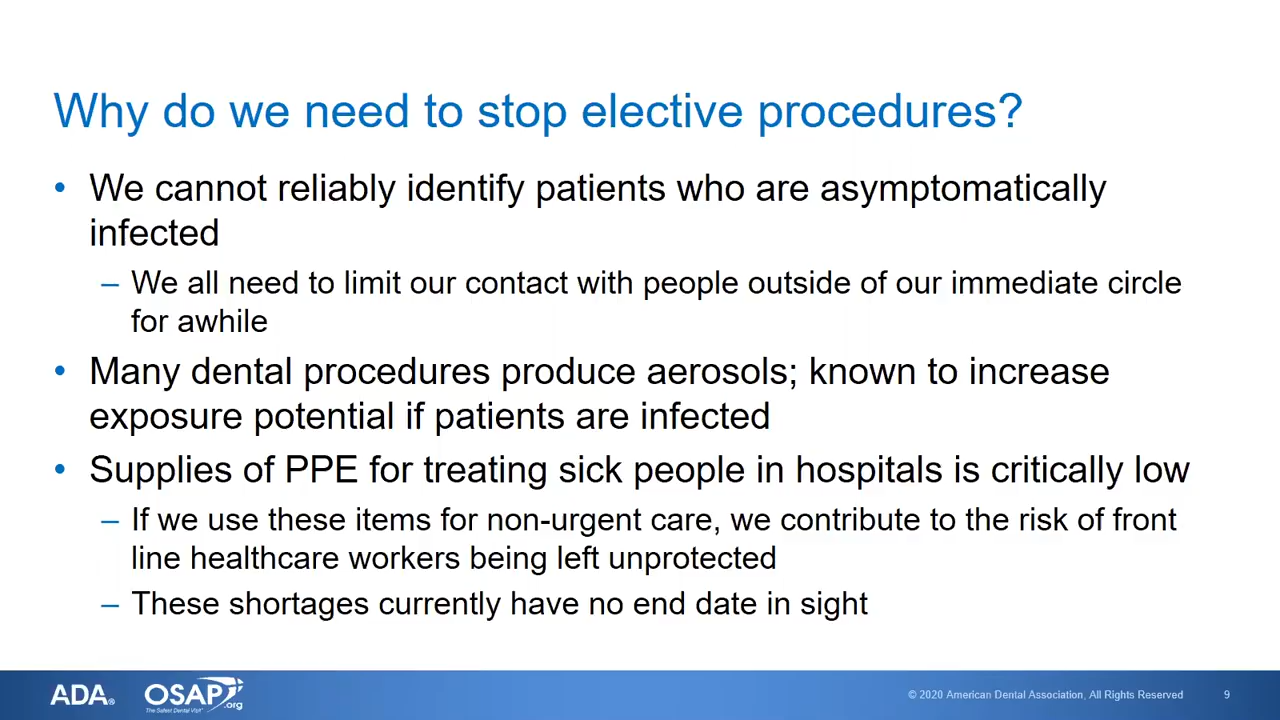 Why do we need to stop elective procedures?
• We cannot reliably identify patients who are asymptomatically
infected
– We all need to limit our contact with people outside of our immediate circle
for awhile
• Many dental procedures produce aerosols; known to increase
exposure potential if patients are infected
• Supplies of PPE for treating sick people in hospitals is critically low
– If we use these items for non-urgent care, we contribute to the risk of front
line healthcare workers being left unprotected
– These shortages currently have no end date in sight
ADA®
OSAP.org
The Safest Dental Visit™
© 2020 American Dental Association, All Rights Reserved
9